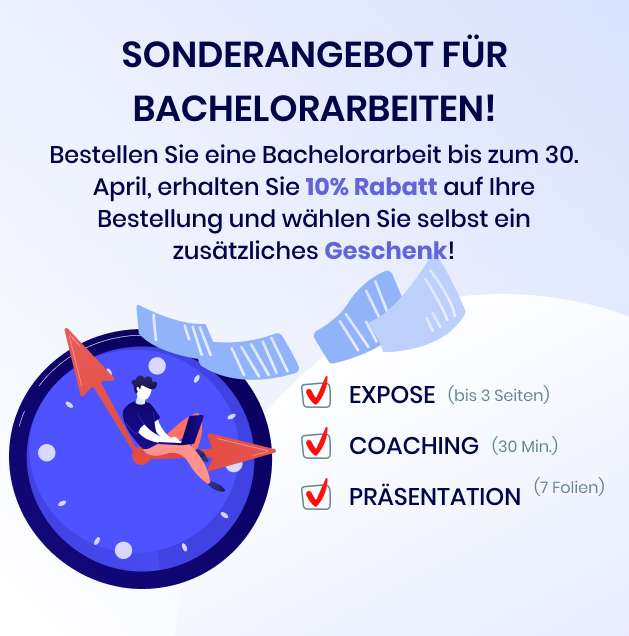 SONDERANGEBOT FÜR
BACHELORARBEITEN!
Bestellen Sie eine Bachelorarbeit bis zum 30.
April, erhalten Sie 10% Rabatt auf Ihre
Bestellung und wählen Sie selbst ein
zusätzliches Geschenk!
EXPOSE (bis 3 Seiten)
COACHING (30 Min.)
PRÄSENTATION (7 Folien)